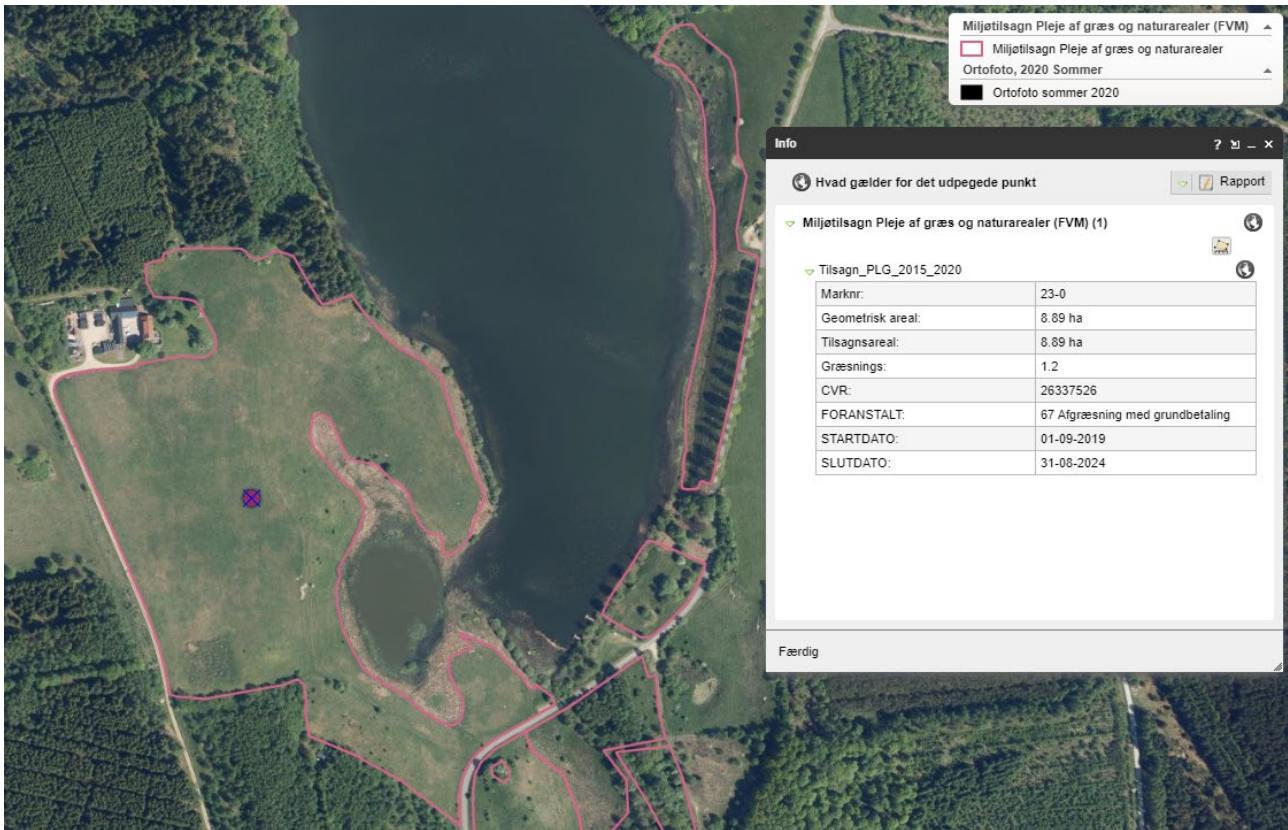 Miljøtilsagn Pleje af græs og naturarealer (FVM)
Miljøtilsagn Pleje af græs og naturarealer
Ortofoto, 2020 Sommer
Ortofoto sommer 2020
Info
Hvad gælder for det udpegede punkt
Rapport
Miljøtilsagn Pleje af græs og naturarealer (FVM) (1)
Tilsagn_PLG_2015_2020
Marknr: 23-0
Geometrisk areal: 8.89 ha
Tilsagnsareal: 8.89 ha
Græsnings: 1.2
CVR: 26337526
FORANSTALT: 67 Afgræsning med grundbetaling
STARTDATO: 01-09-2019
SLUTDATO: 31-08-2024
Færdig